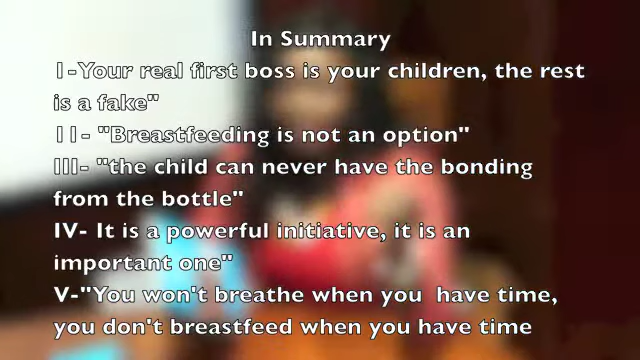 In Summary
1-Your real first boss is your children, the rest
is a fake"
11- "Breastfeeding is not an option"
III- "the child can never have the bonding
from the bottle"
IV- It is a powerful initiative, it is an
important one"
V-"You won't breathe when you  have time,
you don't breastfeed when you have time